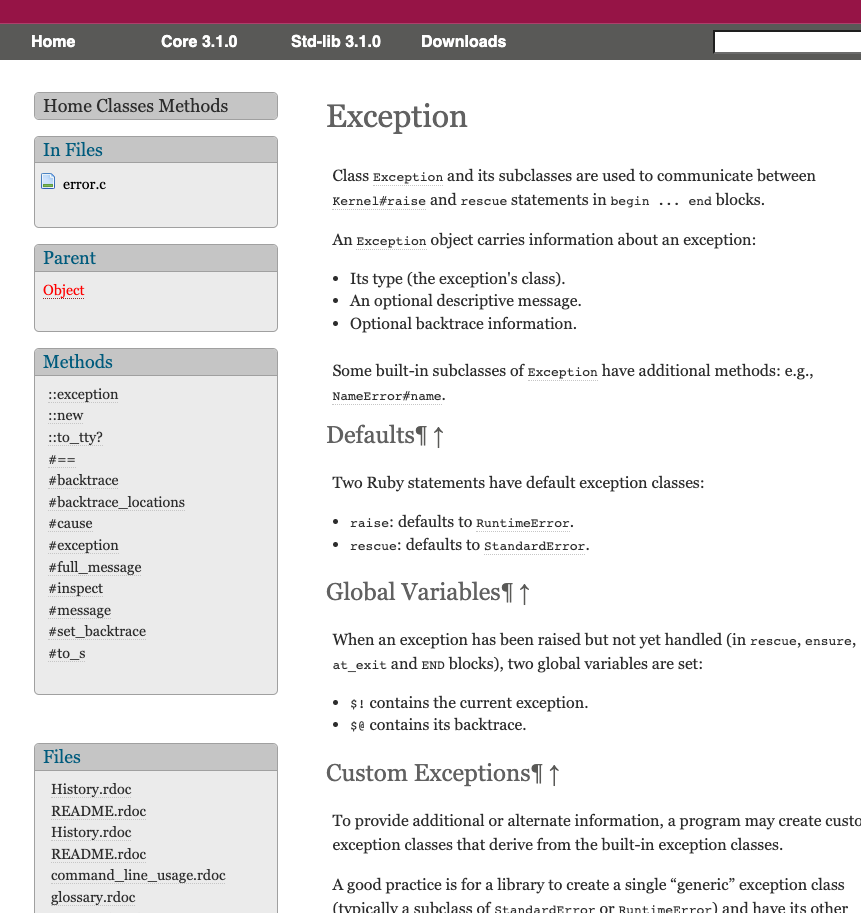 Home Core 3.1.0 Std-lib 3.1.0 Downloads
Home Classes Methods
In Files
error.c
Parent
Object
Methods
::exception
::new
::to_tty?
#==
#backtrace
#backtrace_locations
#cause
#exception
#full_message
#inspect
#message
#set_backtrace
#to_s
Files
History.rdoc
README.rdoc
History.rdoc
README.rdoc
command_line_usage.rdoc
glossary.rdoc
Exception
Class Exception and its subclasses are used to communicate between
Kernel#raise and rescue statements in begin ... end blocks.
An Exception object carries information about an exception:
• Its type (the exception's class).
• An optional descriptive message.
• Optional backtrace information.
Some built-in subclasses of Exception have additional methods: e.g.,
NameError#name.
Defaults¶ ↑
Two Ruby statements have default exception classes:
• raise: defaults to RuntimeError.
• rescue: defaults to StandardError.
Global Variables¶ ↑
When an exception has been raised but not yet handled (in rescue, ensure,
at_exit and END blocks), two global variables are set:
• $! contains the current exception.
• $@ contains its backtrace.
Custom Exceptions¶ ↑
To provide additional or alternate information, a program may create custo
exception classes that derive from the built-in exception classes.
A good practice is for a library to create a single “generic” exception class
(typically a subclass of StandardError or RuntimeError) and have its other